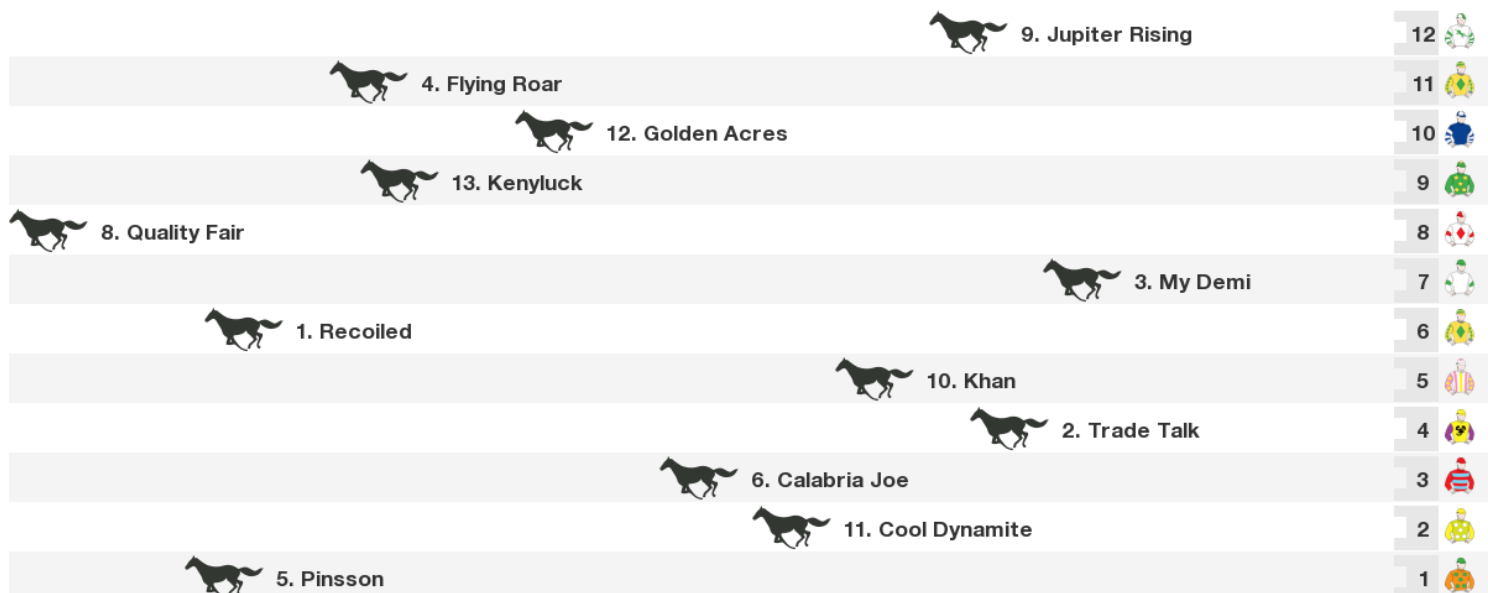 9. Jupiter Rising 12
4. Flying Roar 11
12. Golden Acres 10
13. Kenyluck 9
8. Quality Fair 8
3. My Demi 7
1. Recoiled 6
10. Khan 5
2. Trade Talk 4
6. Calabria Joe 3
11. Cool Dynamite 2
5. Pinsson 1